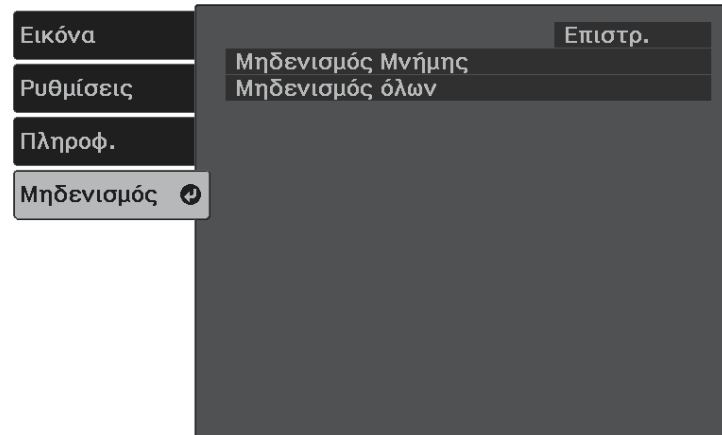 Εικόνα
Ρυθμίσεις
Πληροφ.
Μηδενισμός
Επιστρ.
Μηδενισμός Μνήμης
Μηδενισμός όλων